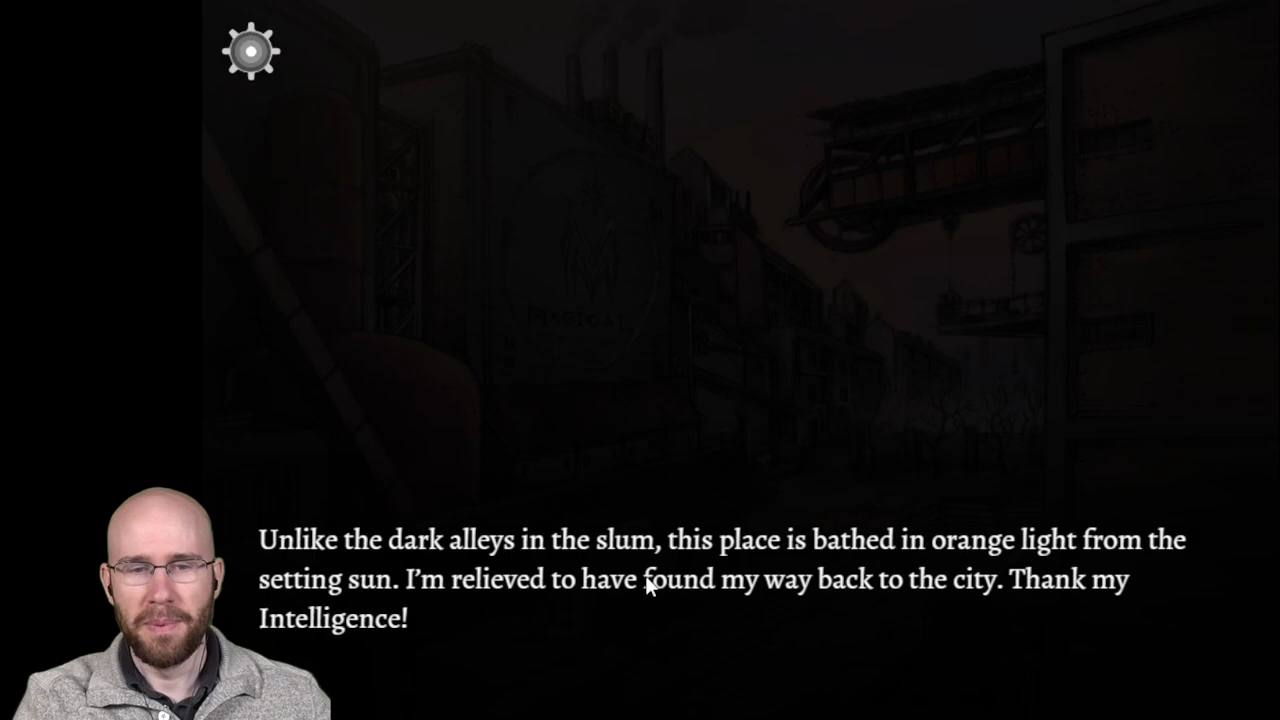 M
MAGICAL
Unlike the dark alleys in the slum, this place is bathed in orange light from the
setting sun. I’m relieved to have found my way back to the city. Thank my
Intelligence!